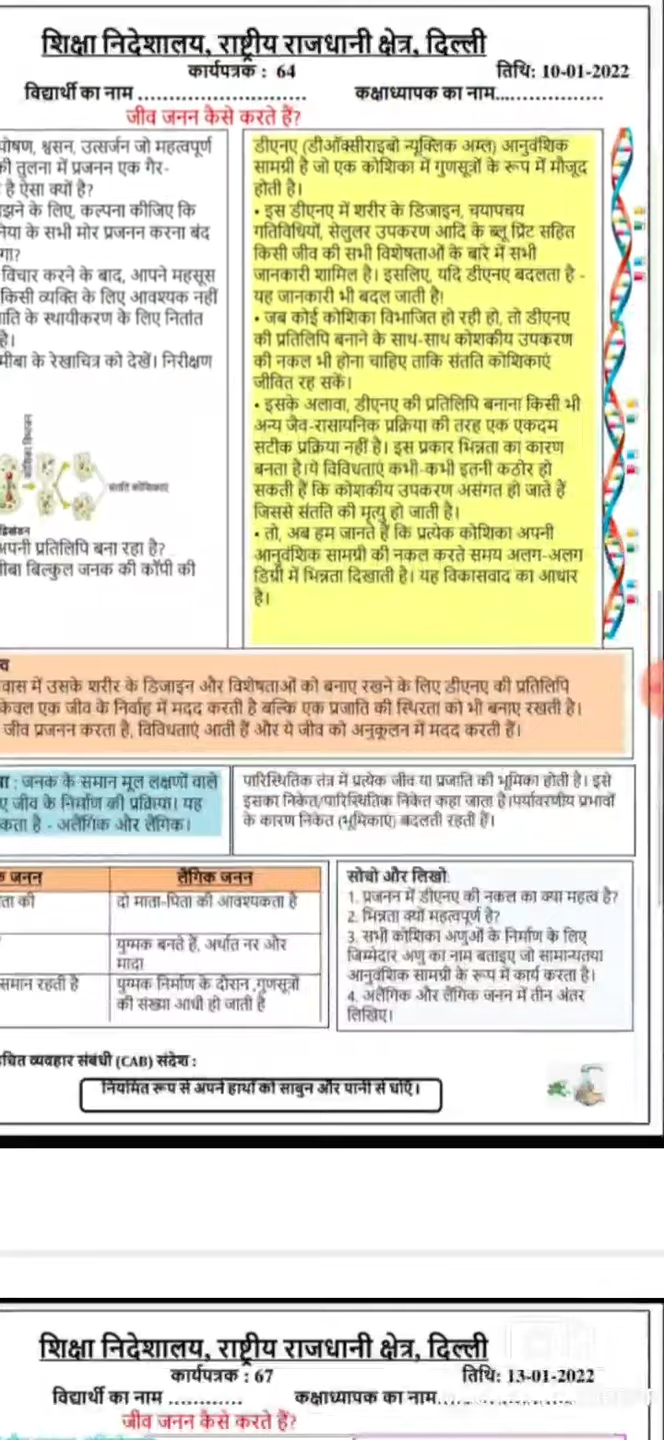 शिक्षा निदेशालय, राष्ट्रीय राजधानी क्षेत्र, दिल्ली
कार्यपत्रक : 64
तिथि: 10-01-2022
विद्यार्थी का नाम ............................
कक्षाध्यापक का नाम...................
जीव जनन कैसे करते हैं?
पोषण, श्वसन, उत्सर्जन जो महत्वपूर्ण
की तुलना में प्रजनन एक गैर-
है ऐसा क्यों है?
झने के लिए, कल्पना कीजिए कि
नेया के सभी मोर प्रजनन करना बंद
गा?
विचार करने के बाद, आपने महसूस
किसी व्यक्ति के लिए आवश्यक नहीं
ाति के स्थायीकरण के लिए नितांत
है।
मीबा के रेखाचित्र को देखें। निरीक्षण
संतति कोशिकाएं
द्विखंडन
अपनी प्रतिलिपि बना रहा है?
ीबा बिल्कुल जनक की कॉपी की
डीएनए (डीऑक्सीराइबो न्यूक्लिक अम्ल) आनुवंशिक
सामग्री है जो एक कोशिका में गुणसूत्रों के रूप में मौजूद
होती है।
• इस डीएनए में शरीर के डिजाइन, चयापचय
गतिविधियों, सेलुलर उपकरण आदि के ब्लू प्रिंट सहित
किसी जीव की सभी विशेषताओं के बारे में सभी
जानकारी शामिल है। इसलिए, यदि डीएनए बदलता है -
यह जानकारी भी बदल जाती है!
• जब कोई कोशिका विभाजित हो रही हो, तो डीएनए
की प्रतिलिपि बनाने के साथ-साथ कोशकीय उपकरण
की नकल भी होना चाहिए ताकि संतति कोशिकाएं
जीवित रह सकें।
• इसके अलावा, डीएनए की प्रतिलिपि बनाना किसी भी
अन्य जैव-रासायनिक प्रक्रिया की तरह एक एकदम
सटीक प्रक्रिया नहीं है। इस प्रकार भिन्नता का कारण
बनता है।ये विविधताएं कभी-कभी इतनी कठोर हो
सकती हैं कि कोशकीय उपकरण असंगत हो जाते हैं
जिससे संतति की मृत्यु हो जाती है।
• तो, अब हम जानते हैं कि प्रत्येक कोशिका अपनी
आनुवंशिक सामग्री की नकल करते समय अलग-अलग
डिग्री में भिन्नता दिखाती है। यह विकासवाद का आधार
है।
वास में उसके शरीर के डिजाइन और विशेषताओं को बनाए रखने के लिए डीएनए की प्रतिलिपि
केवल एक जीव के निर्वाह में मदद करती है बल्कि एक प्रजाति की स्थिरता को भी बनाए रखती है।
जीव प्रजनन करता है, विविधताएं आती हैं और ये जीव को अनुकूलन में मदद करती हैं।
: जनक के समान मूल लक्षणों वाले
ए जीव के निर्माण की प्रक्रिया। यह
कता है - अलैंगिक और लैंगिक।
पारिस्थितिक तंत्र में प्रत्येक जीव या प्रजाति की भूमिका होती है। इसे
इसका निकेत/पारिस्थितिक निकेत कहा जाता है।पर्यावरणीय प्रभावों
के कारण निकेत (भूमिकाएं) बदलती रहती हैं।
क जनन
लैंगिक जनन
ता की
दो माता-पिता की आवश्यकता है
युग्मक बनते हैं, अर्थात नर और
मादा
समान रहती है
युग्मक निर्माण के दौरान ,गुणसूत्रों
की संख्या आधी हो जाती है
सोचो और लिखो:
1. प्रजनन में डीएनए की नकल का क्या महत्व है?
2. भिन्नता क्यों महत्वपूर्ण है?
3. सभी कोशिका अणुओं के निर्माण के लिए
जिम्मेदार अणु का नाम बताइए जो सामान्यतया
आनुवंशिक सामग्री के रूप में कार्य करता है।
4. अलैंगिक और लैंगिक जनन में तीन अंतर
लिखिए।
चित व्यवहार संबंधी (CAB) संदेश :
नियमित रूप से अपने हाथों को साबुन और पानी से धोएँ।
शिक्षा निदेशालय, राष्ट्रीय राजधानी क्षेत्र, दिल्ली
कार्यपत्रक : 67
तिथि: 13-01-2022
विद्यार्थी का नाम ............
कक्षाध्यापक का नाम...
जीव जनन कैसे करते हैं?